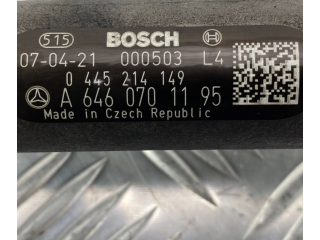 515 BOSCH
07-04-21 000503 L4
0 445 214 149
A 646 070 11 95
Made in Czech Republic